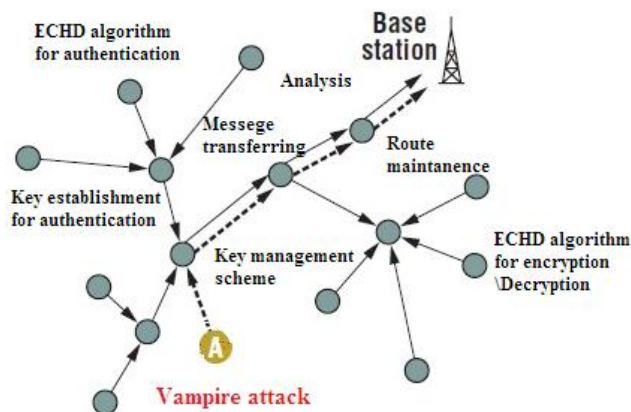 ECHD algorithm
for authentication
Base
station
Analysis
Messege
transferring
Route
maintanence
Key establishment
for authentication
Key management
scheme
ECHD algorithm
for encryption
\Decryption
A
Vampire attack